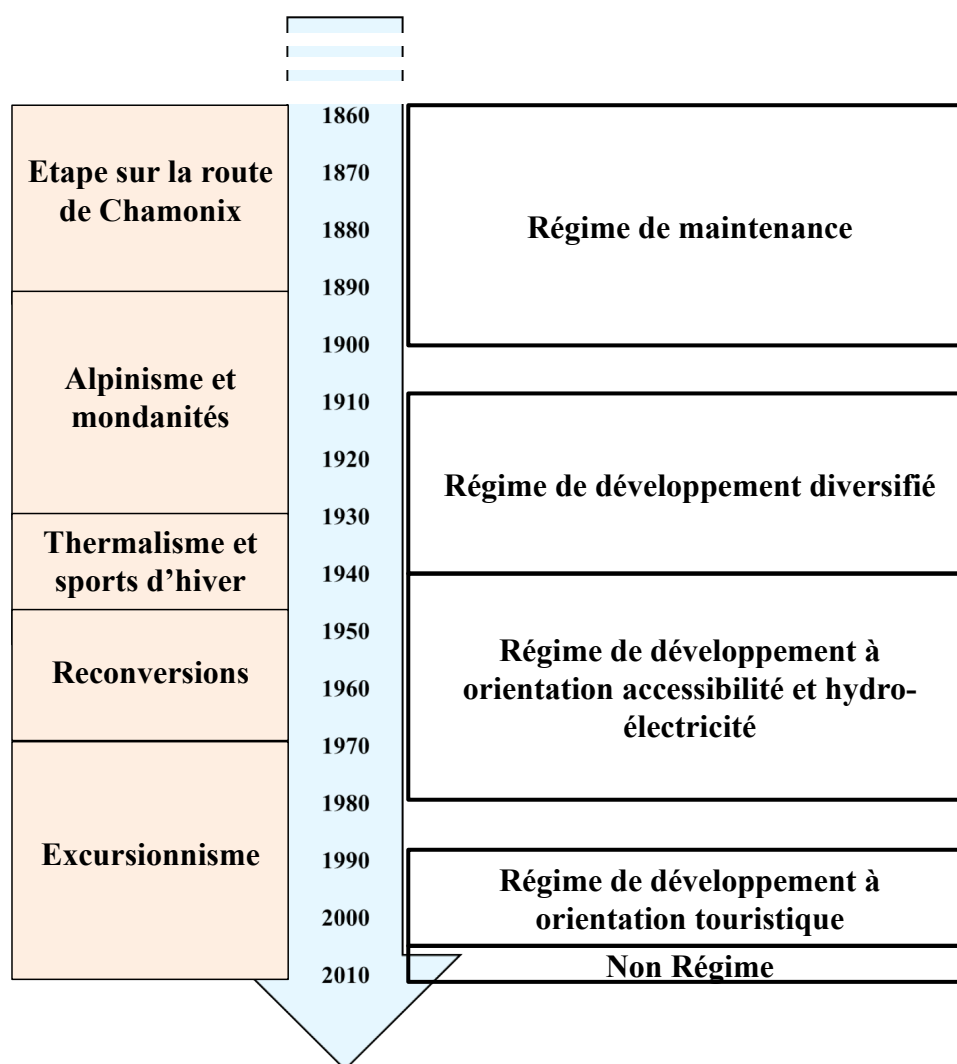 Etape sur la route
de Chamonix
Alpinisme et
mondanités
Thermalisme et
sports d’hiver
Reconversions
Excursionnisme
1860
1870
1880
1890
1900
1910
1920
1930
1940
1950
1960
1970
1980
1990
2000
2010
Régime de maintenance
Régime de développement diversifié
Régime de développement à
orientation accessibilité et hydro-
électricité
Régime de développement à
orientation touristique
Non Régime